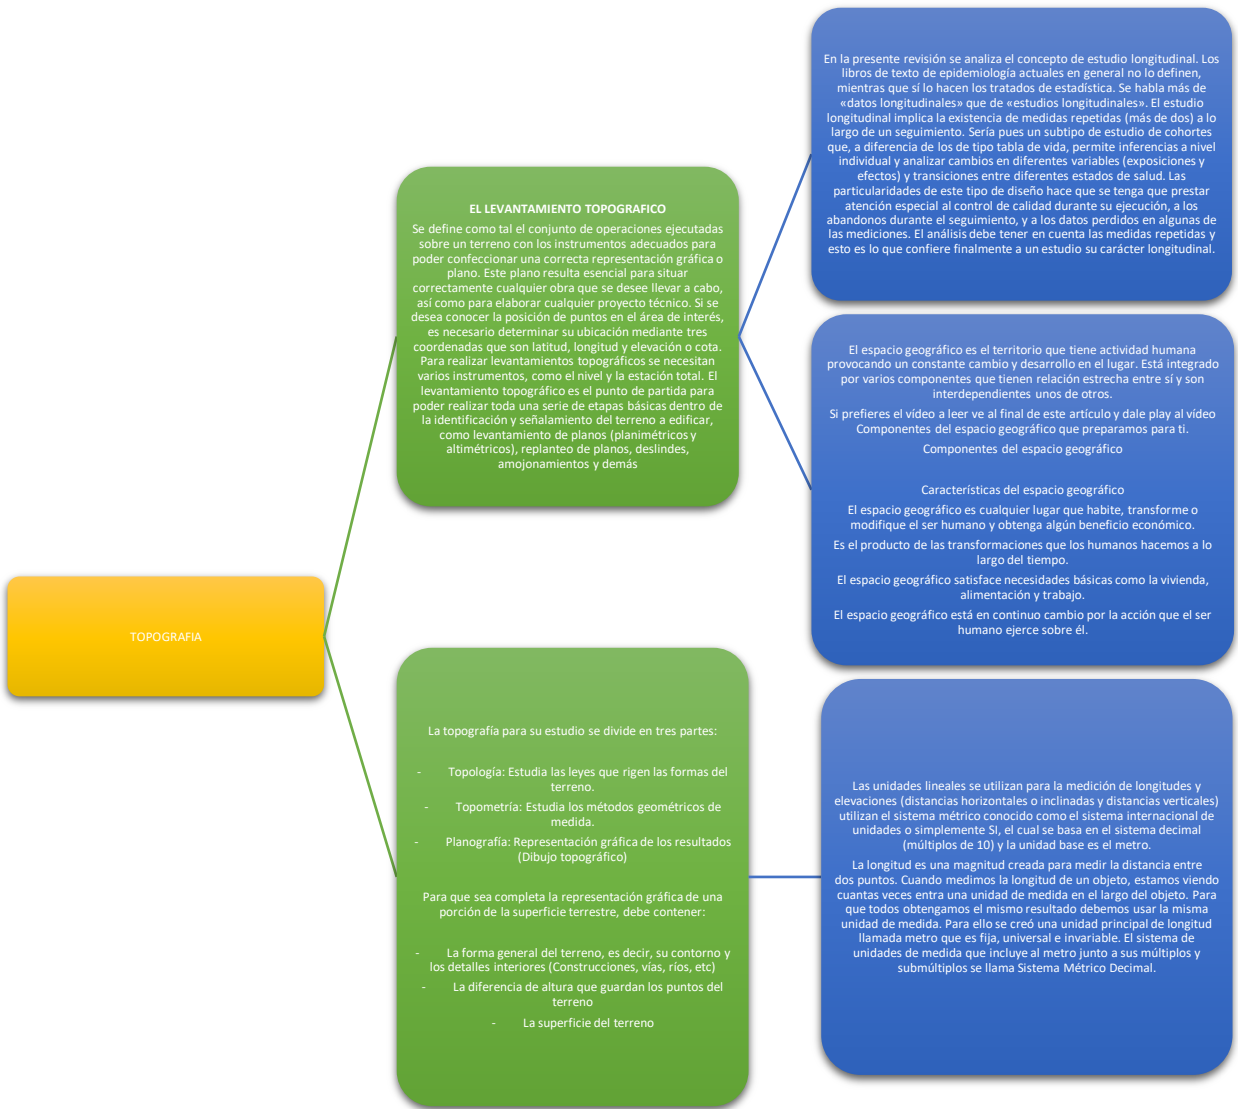 TOPOGRAFIA
EL LEVANTAMIENTO TOPOGRAFICO
Se define como tal el conjunto de operaciones ejecutadas
sobre un terreno con los instrumentos adecuados para
poder confeccionar una correcta representación gráfica o
plano. Este plano resulta esencial para situar
correctamente cualquier obra que se desee llevar a cabo,
así como para elaborar cualquier proyecto técnico. Si se
desea conocer la posición de puntos en el área de interés,
es necesario determinar su ubicación mediante tres
coordenadas que son latitud, longitud y elevación o cota.
Para realizar levantamientos topográficos se necesitan
varios instrumentos, como el nivel y la estación total. El
levantamiento topográfico es el punto de partida para
poder realizar toda una serie de etapas básicas dentro de
la identificación y señalamiento del terreno a edificar,
como levantamiento de planos (planimétricos y
altimétricos), replanteo de planos, deslindes,
amojonamientos y demás
En la presente revisión se analiza el concepto de estudio longitudinal. Los
libros de texto de epidemiología actuales en general no lo definen,
mientras que sí lo hacen los tratados de estadística. Se habla más de
«datos longitudinales» que de «estudios longitudinales». El estudio
longitudinal implica la existencia de medidas repetidas (más de dos) a lo
largo de un seguimiento. Sería pues un subtipo de estudio de cohortes
que, a diferencia de los de tipo tabla de vida, permite inferencias a nivel
individual y analizar cambios en diferentes variables (exposiciones y
efectos) y transiciones entre diferentes estados de salud. Las
particularidades de este tipo de diseño hace que se tenga que prestar
atención especial al control de calidad durante su ejecución, a los
abandonos durante el seguimiento, y a los datos perdidos en algunas de
las mediciones. El análisis debe tener en cuenta las medidas repetidas y
esto es lo que confiere finalmente a un estudio su carácter longitudinal.
El espacio geográfico es el territorio que tiene actividad humana
provocando un constante cambio y desarrollo en el lugar. Está integrado
por varios componentes que tienen relación estrecha entre sí y son
interdependientes unos de otros.
Si prefieres el vídeo a leer ve al final de este artículo y dale play al vídeo
Componentes del espacio geográfico que preparamos para ti.
Componentes del espacio geográfico
Características del espacio geográfico
El espacio geográfico es cualquier lugar que habite, transforme o
modifique el ser humano y obtenga algún beneficio económico.
Es el producto de las transformaciones que los humanos hacemos a lo
largo del tiempo.
El espacio geográfico satisface necesidades básicas como la vivienda,
alimentación y trabajo.
El espacio geográfico está en continuo cambio por la acción que el ser
humano ejerce sobre él.
La topografía para su estudio se divide en tres partes:
- Topología: Estudia las leyes que rigen las formas del
terreno.
- Topometría: Estudia los métodos geométricos de
medida.
- Planografía: Representación gráfica de los resultados
(Dibujo topográfico)
Para que sea completa la representación gráfica de una
porción de la superficie terrestre, debe contener:
- La forma general del terreno, es decir, su contorno y
los detalles interiores (Construcciones, vías, ríos, etc)
- La diferencia de altura que guardan los puntos del
terreno
- La superficie del terreno
Las unidades lineales se utilizan para la medición de longitudes y
elevaciones (distancias horizontales o inclinadas y distancias verticales)
utilizan el sistema métrico conocido como el sistema internacional de
unidades o simplemente SI, el cual se basa en el sistema decimal
(múltiplos de 10) y la unidad base es el metro.
La longitud es una magnitud creada para medir la distancia entre
dos puntos. Cuando medimos la longitud de un objeto, estamos viendo
cuantas veces entra una unidad de medida en el largo del objeto. Para
que todos obtengamos el mismo resultado debemos usar la misma
unidad de medida. Para ello se creó una unidad principal de longitud
llamada metro que es fija, universal e invariable. El sistema de
unidades de medida que incluye al metro junto a sus múltiplos y
submúltiplos se llama Sistema Métrico Decimal.